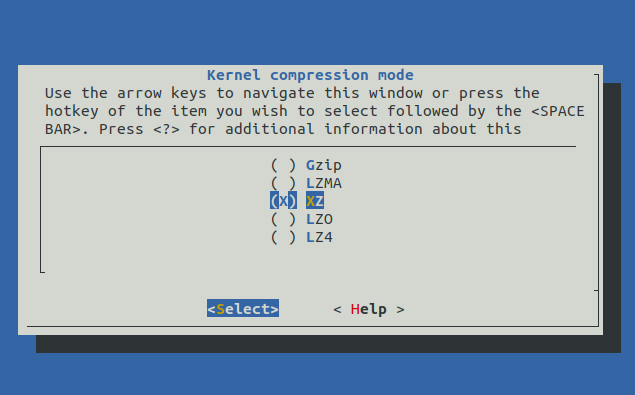 Kernel compression mode
Use the arrow keys to navigate this window or press the
hotkey of the item you wish to select followed by the <SPACE
BAR>. Press <?> for additional information about this
( ) Gzip
( ) LZMA
(X) XZ
( ) LZO
( ) LZ4
<Select> < Help >